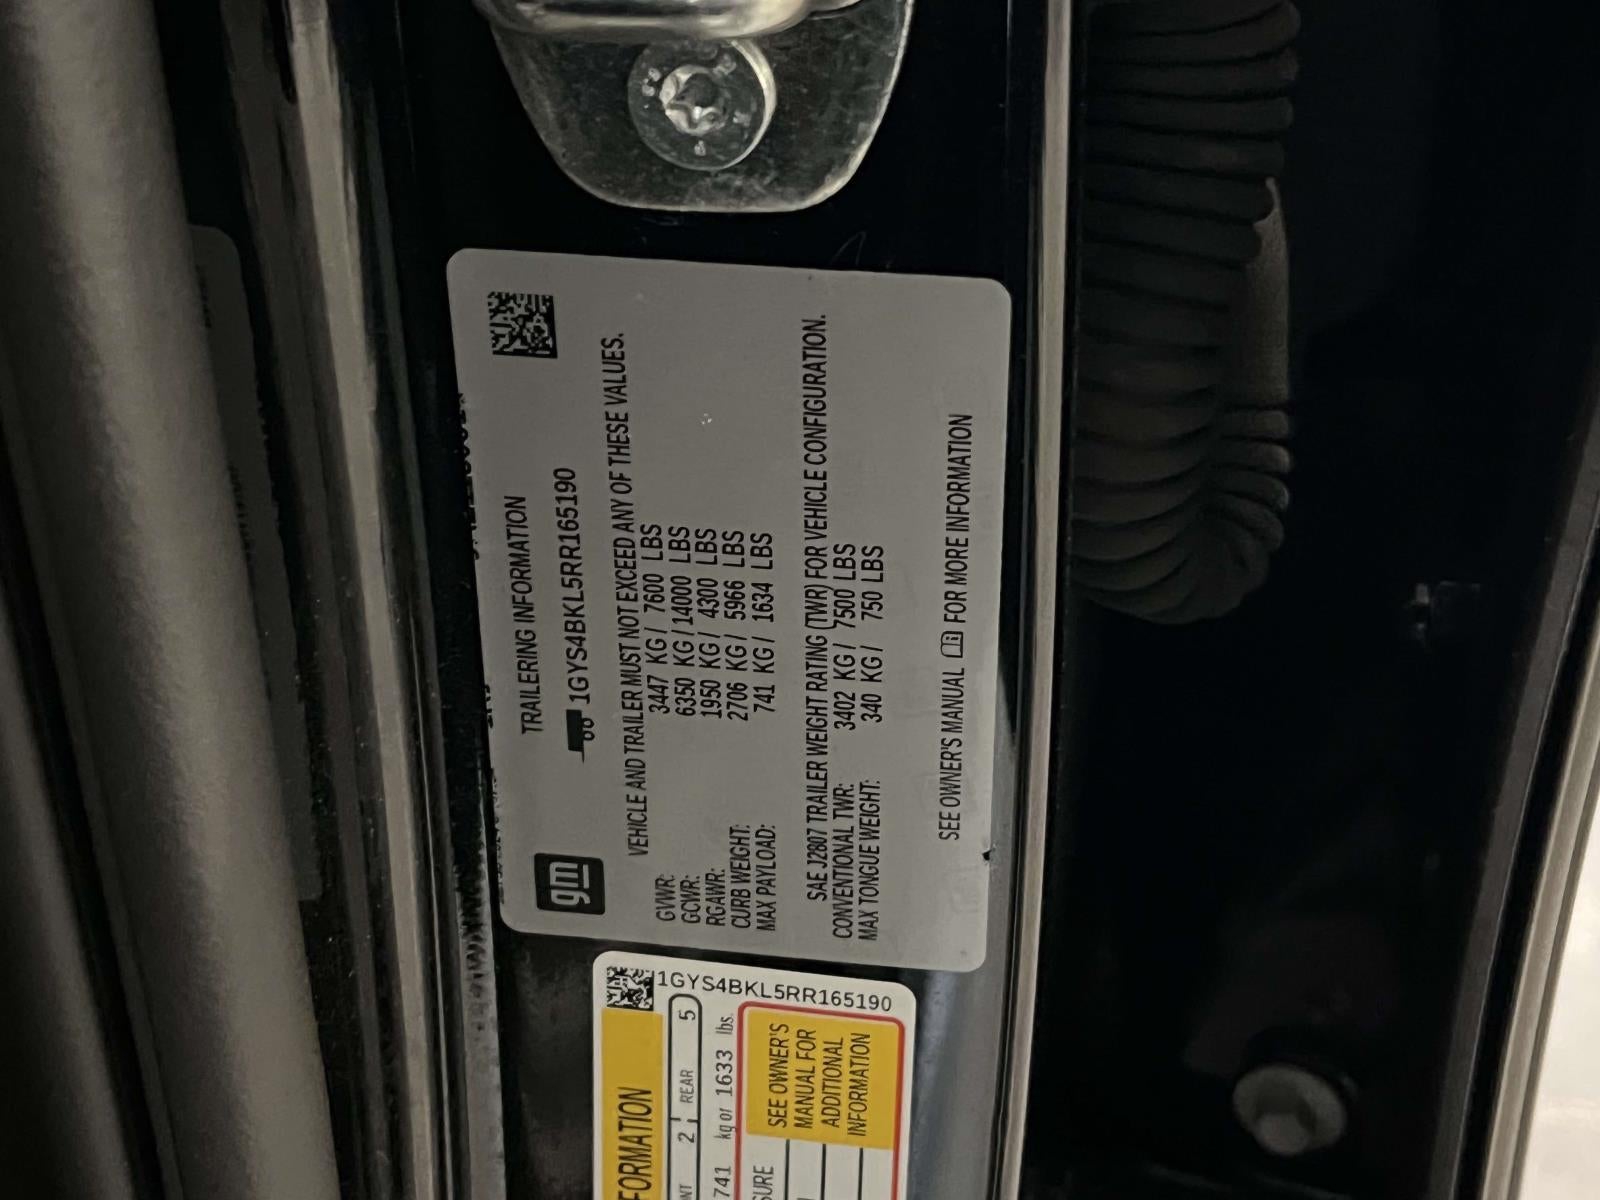 TRAILERING INFORMATION
gm
1GYS4BKL5RR165190
VEHICLE AND TRAILER MUST NOT EXCEED ANY OF THESE VALUES.
GVWR: 3447 KG / 7600 LBS
GCWR: 6350 KG / 14000 LBS
RGAWR: 1950 KG / 4300 LBS
CURB WEIGHT: 2706 KG / 5966 LBS
MAX PAYLOAD: 741 KG / 1634 LBS
SAE J2807 TRAILER WEIGHT RATING (TWR) FOR VEHICLE CONFIGURATION.
CONVENTIONAL TWR: 3402 KG / 7500 LBS
MAX TONGUE WEIGHT: 340 KG / 750 LBS
SEE OWNER'S MANUAL FOR MORE INFORMATION
1GYS4BKL5RR165190
2 REAR 5
741 kg or 1633 lbs.
SEE OWNER'S
MANUAL FOR
ADDITIONAL
INFORMATION